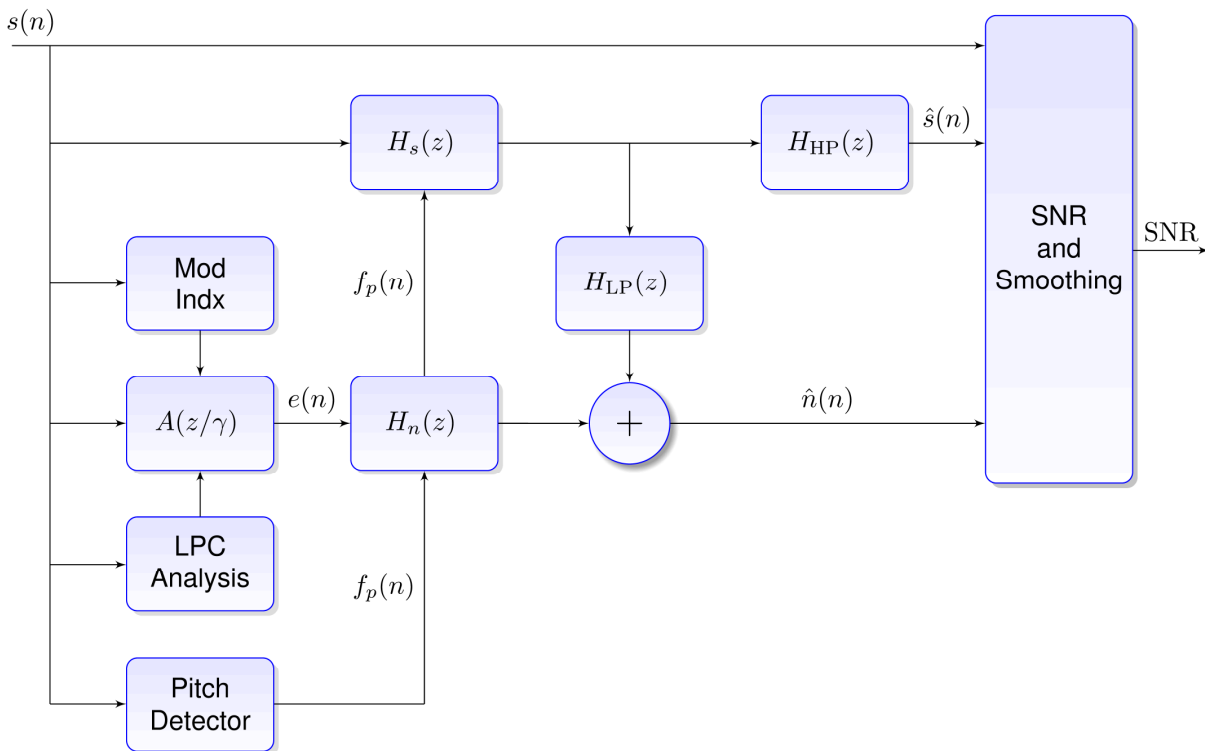 s(n)
H_s(z)
H_HP(z)
ŝ(n)
SNR
and
Smoothing
SNR
Mod
Indx
f_p(n)
H_LP(z)
A(z/γ)
e(n)
H_n(z)
+
n̂(n)
LPC
Analysis
f_p(n)
Pitch
Detector